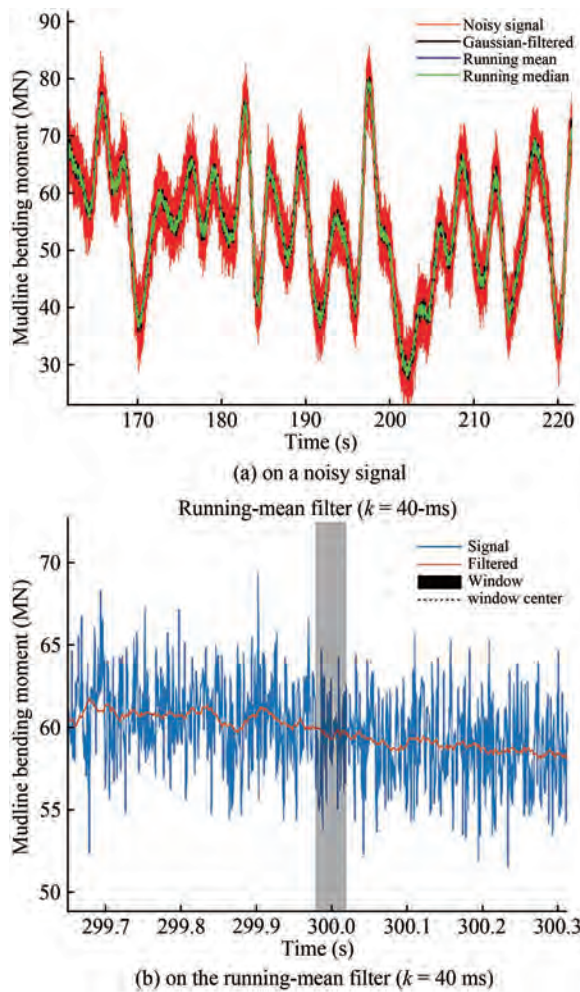 Mudline bending moment (MN)
90
80
70
60
50
40
30
Noisy signal
Gaussian-filtered
Running mean
Running median
170 180 190 200 210 220
Time (s)
(a) on a noisy signal
Running-mean filter (k = 40-ms)
Mudline bending moment (MN)
70
65
60
55
50
Signal
Filtered
Window
window center
299.7 299.8 299.9 300.0 300.1 300.2 300.3
Time (s)
(b) on the running-mean filter (k = 40 ms)